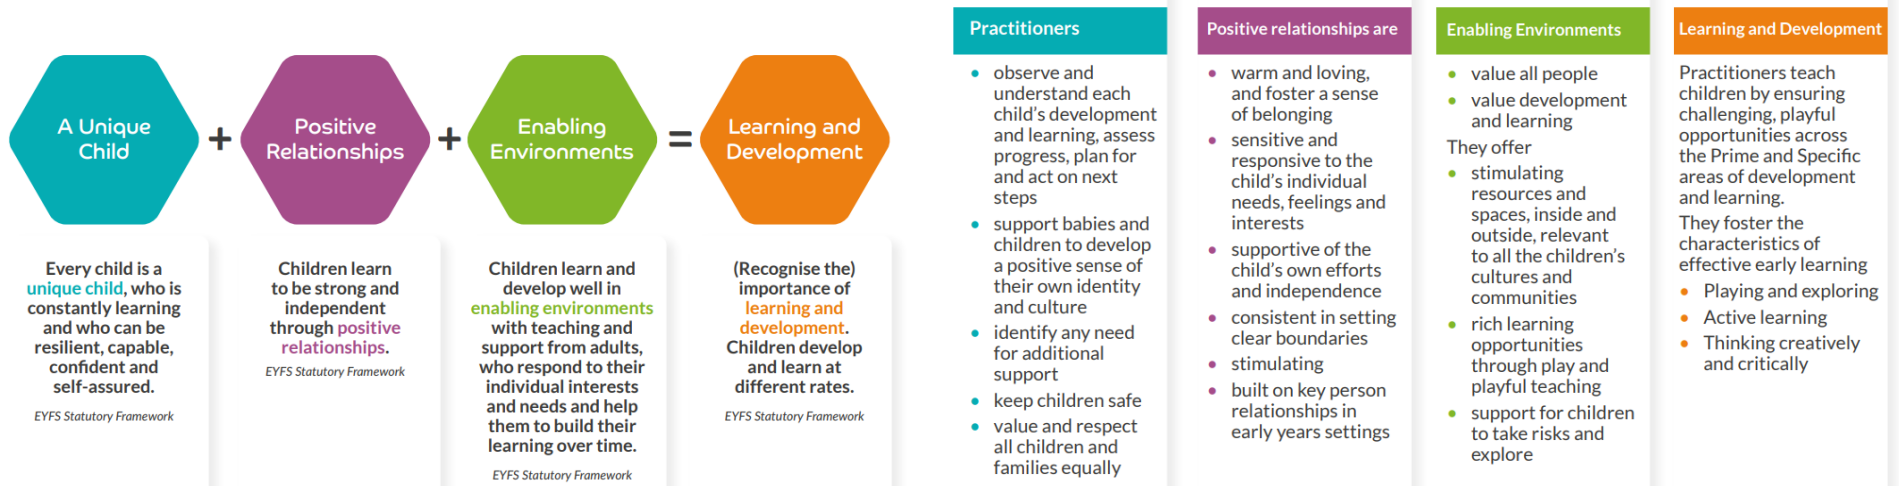 A Unique
Child
+
Positive
Relationships
+
Enabling
Environments
=
Learning and
Development
Every child is a
unique child, who is
constantly learning
and who can be
resilient, capable,
confident and
self-assured.
EYFS Statutory Framework
Children learn
to be strong and
independent
through positive
relationships.
EYFS Statutory Framework
Children learn and
develop well in
enabling environments
with teaching and
support from adults,
who respond to their
individual interests
and needs and help
them to build their
learning over time.
EYFS Statutory Framework
(Recognise the)
importance of
learning and
development.
Children develop
and learn at
different rates.
EYFS Statutory Framework
Practitioners
• observe and
understand each
child's development
and learning, assess
progress, plan for
and act on next
steps
• support babies and
children to develop
a positive sense of
their own identity
and culture
• identify any need
for additional
support
• keep children safe
• value and respect
all children and
families equally
Positive relationships are
• warm and loving,
and foster a sense
of belonging
• sensitive and
responsive to the
child's individual
needs, feelings and
interests
• supportive of the
child's own efforts
and independence
• consistent in setting
clear boundaries
• stimulating
• built on key person
relationships in
early years settings
Enabling Environments
• value all people
• value development
and learning
They offer
• stimulating
resources and
spaces, inside and
outside, relevant
to all the children's
cultures and
communities
• rich learning
opportunities
through play and
playful teaching
• support for children
to take risks and
explore
Learning and Development
Practitioners teach
children by ensuring
challenging, playful
opportunities across
the Prime and Specific
areas of development
and learning.
They foster the
characteristics of
effective early learning
• Playing and exploring
• Active learning
• Thinking creatively
and critically